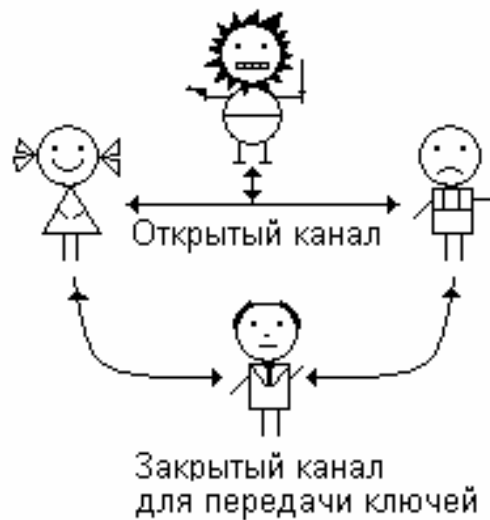 Открытый канал
Закрытый канал
для передачи ключей